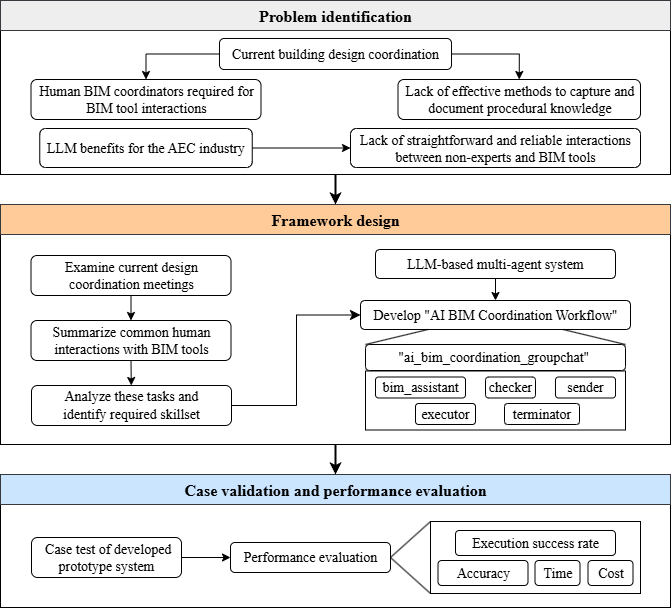 Problem identification
Current building design coordination
Human BIM coordinators required for
BIM tool interactions
Lack of effective methods to capture and
document procedural knowledge
LLM benefits for the AEC industry
Lack of straightforward and reliable interactions
between non-experts and BIM tools
Framework design
Examine current design
coordination meetings
Summarize common human
interactions with BIM tools
Analyze these tasks and
identify required skillset
LLM-based multi-agent system
Develop "AI BIM Coordination Workflow"
"ai_bim_coordination_groupchat"
bim_assistant
checker
sender
executor
terminator
Case validation and performance evaluation
Case test of developed
prototype system
Performance evaluation
Execution success rate
Accuracy
Time
Cost